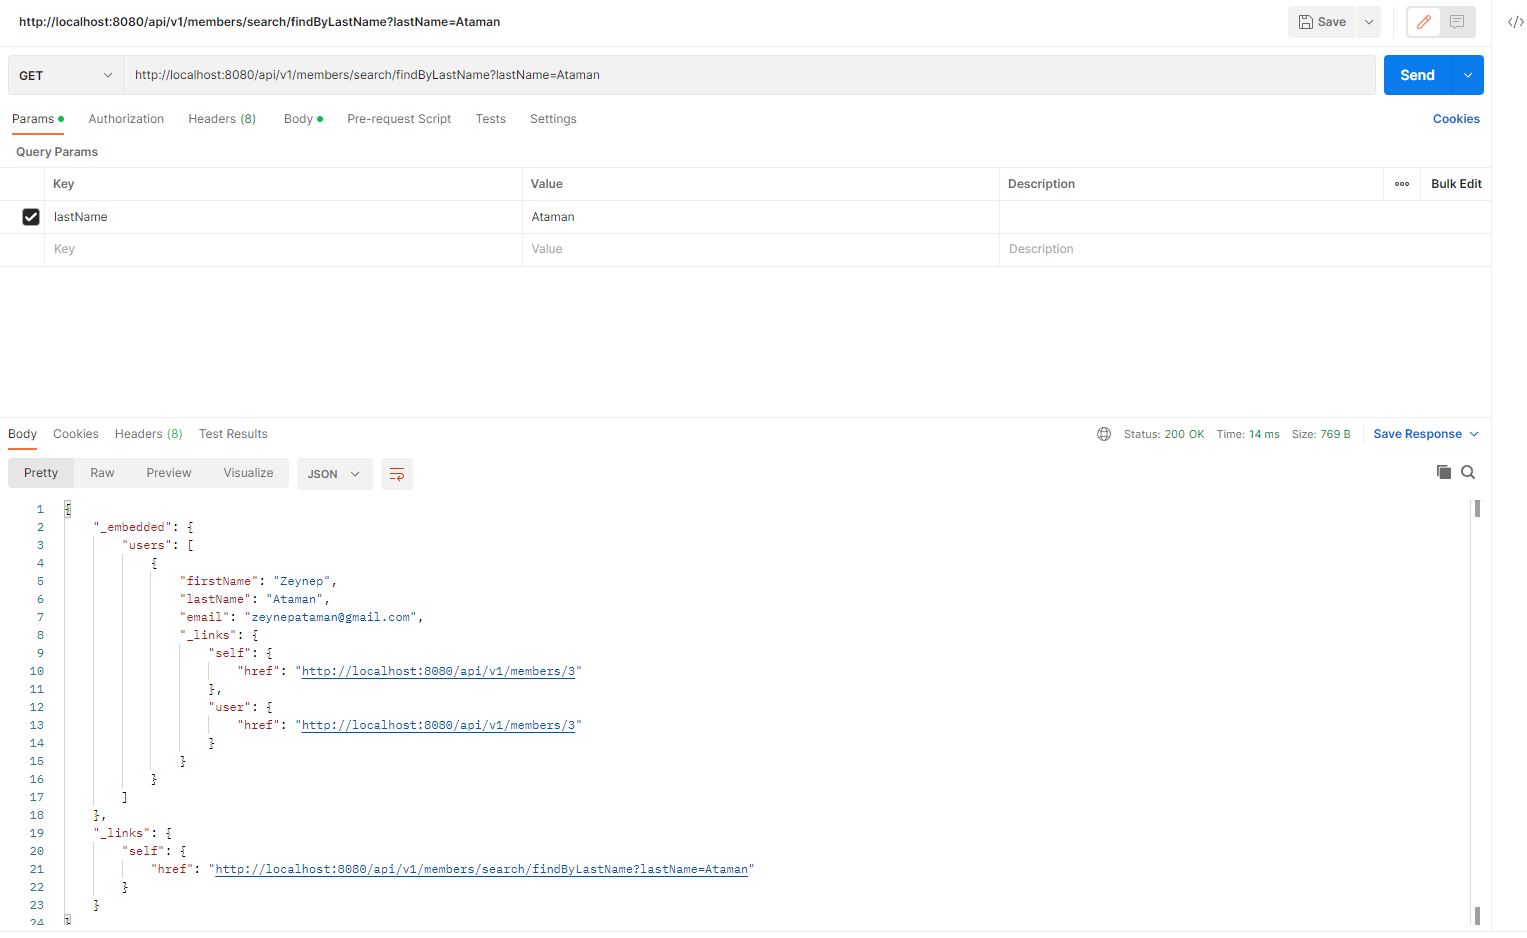 http://localhost:8080/api/v1/members/search/findByLastName?lastName=Ataman
Save
</>
GET
http://localhost:8080/api/v1/members/search/findByLastName?lastName=Ataman
Send
Params Authorization Headers (8) Body Pre-request Script Tests Settings Cookies
Query Params
Key Value Description Bulk Edit
lastName Ataman
Key Value Description
Body Cookies Headers (8) Test Results Status: 200 OK Time: 14 ms Size: 769 B Save Response
Pretty Raw Preview Visualize JSON
1 {
2 "_embedded": {
3 "users": [
4 {
5 "firstName": "Zeynep",
6 "lastName": "Ataman",
7 "email": "zeynepataman@gmail.com",
8 "_links": {
9 "self": {
10 "href": "http://localhost:8080/api/v1/members/3"
11 },
12 "user": {
13 "href": "http://localhost:8080/api/v1/members/3"
14 }
15 }
16 }
17 ]
18 },
19 "_links": {
20 "self": {
21 "href": "http://localhost:8080/api/v1/members/search/findByLastName?lastName=Ataman"
22 }
23 }
24 }